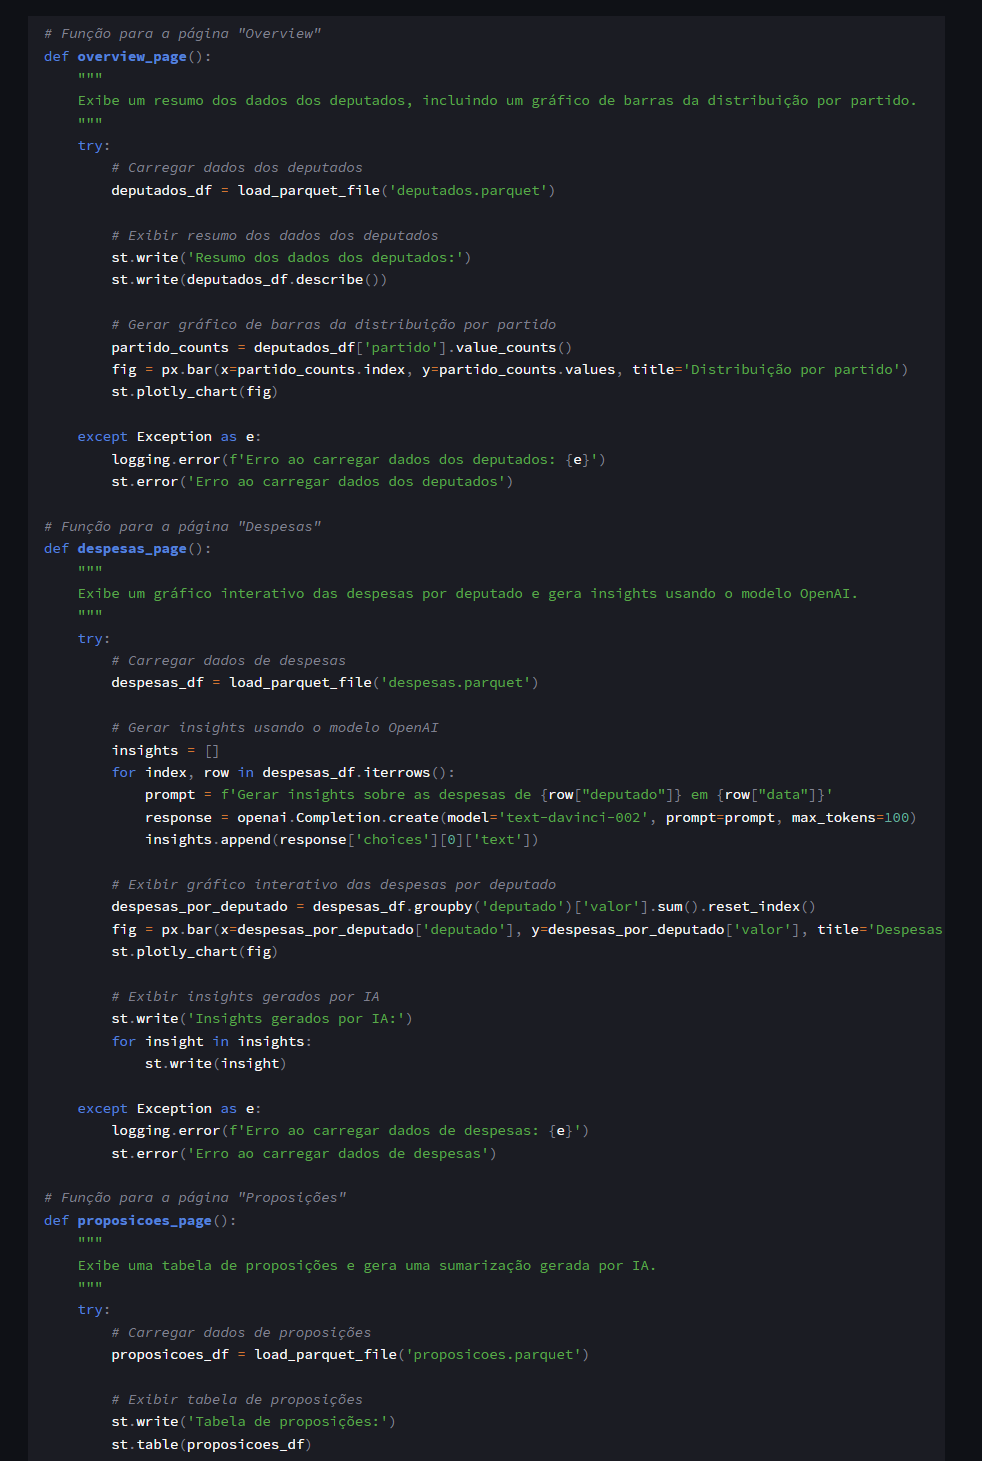 # Função para a página "Overview"
def overview_page():
    """
    Exibe um resumo dos dados dos deputados, incluindo um gráfico de barras da distribuição por partido.
    """
    try:
        # Carregar dados dos deputados
        deputados_df = load_parquet_file('deputados.parquet')

        # Exibir resumo dos dados dos deputados
        st.write('Resumo dos dados dos deputados:')
        st.write(deputados_df.describe())

        # Gerar gráfico de barras da distribuição por partido
        partido_counts = deputados_df['partido'].value_counts()
        fig = px.bar(x=partido_counts.index, y=partido_counts.values, title='Distribuição por partido')
        st.plotly_chart(fig)

    except Exception as e:
        logging.error(f'Erro ao carregar dados dos deputados: {e}')
        st.error('Erro ao carregar dados dos deputados')

# Função para a página "Despesas"
def despesas_page():
    """
    Exibe um gráfico interativo das despesas por deputado e gera insights usando o modelo OpenAI.
    """
    try:
        # Carregar dados de despesas
        despesas_df = load_parquet_file('despesas.parquet')

        # Gerar insights usando o modelo OpenAI
        insights = []
        for index, row in despesas_df.iterrows():
            prompt = f'Gerar insights sobre as despesas de {row["deputado"]} em {row["data"]}'
            response = openai.Completion.create(model='text-davinci-002', prompt=prompt, max_tokens=100)
            insights.append(response['choices'][0]['text'])

        # Exibir gráfico interativo das despesas por deputado
        despesas_por_deputado = despesas_df.groupby('deputado')['valor'].sum().reset_index()
        fig = px.bar(x=despesas_por_deputado['deputado'], y=despesas_por_deputado['valor'], title='Despesas
        st.plotly_chart(fig)

        # Exibir insights gerados por IA
        st.write('Insights gerados por IA:')
        for insight in insights:
            st.write(insight)

    except Exception as e:
        logging.error(f'Erro ao carregar dados de despesas: {e}')
        st.error('Erro ao carregar dados de despesas')

# Função para a página "Proposições"
def proposicoes_page():
    """
    Exibe uma tabela de proposições e gera uma sumarização gerada por IA.
    """
    try:
        # Carregar dados de proposições
        proposicoes_df = load_parquet_file('proposicoes.parquet')

        # Exibir tabela de proposições
        st.write('Tabela de proposições:')
        st.table(proposicoes_df)